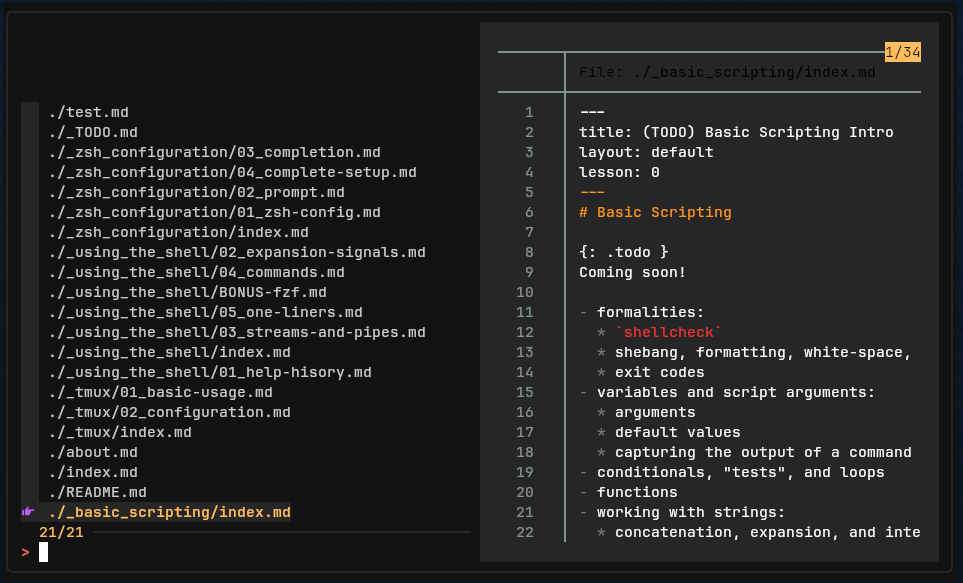 ./test.md
./_TODO.md
./_zsh_configuration/03_completion.md
./_zsh_configuration/04_complete-setup.md
./_zsh_configuration/02_prompt.md
./_zsh_configuration/01_zsh-config.md
./_zsh_configuration/index.md
./_using_the_shell/02_expansion-signals.md
./_using_the_shell/04_commands.md
./_using_the_shell/BONUS-fzf.md
./_using_the_shell/05_one-liners.md
./_using_the_shell/03_streams-and-pipes.md
./_using_the_shell/index.md
./_using_the_shell/01_help-hisory.md
./_tmux/01_basic-usage.md
./_tmux/02_configuration.md
./_tmux/index.md
./about.md
./index.md
./README.md
./_basic_scripting/index.md
21/21
>
1/34
File: ./_basic_scripting/index.md
1 ---
2 title: (TODO) Basic Scripting Intro
3 layout: default
4 lesson: 0
5 ---
6 # Basic Scripting
7
8 {: .todo }
9 Coming soon!
10
11 - formalities:
12 * `shellcheck`
13 * shebang, formatting, white-space,
14 * exit codes
15 - variables and script arguments:
16 * arguments
17 * default values
18 * capturing the output of a command
19 - conditionals, "tests", and loops
20 - functions
21 - working with strings:
22 * concatenation, expansion, and inte